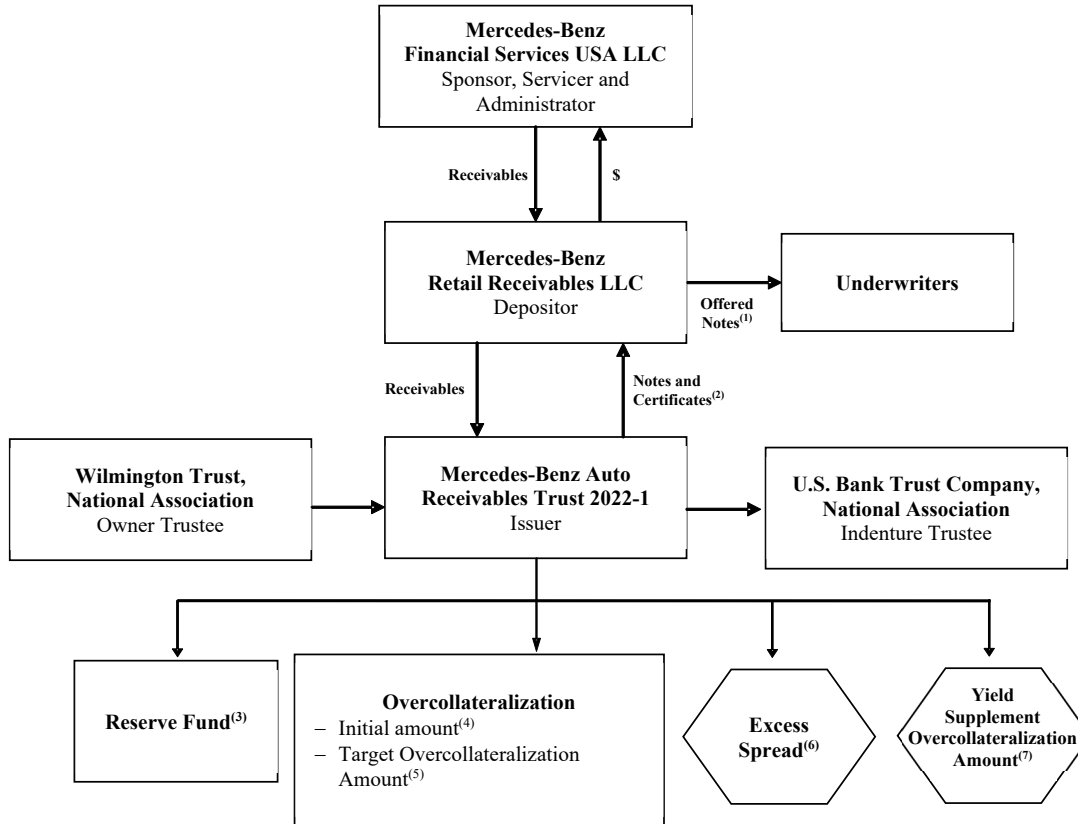 Mercedes-Benz
Financial Services USA LLC
Sponsor, Servicer and
Administrator
Receivables
$
Mercedes-Benz
Retail Receivables LLC
Depositor
Offered
Notes(1)
Underwriters
Receivables
Notes and
Certificates(2)
Wilmington Trust,
National Association
Owner Trustee
Mercedes-Benz Auto
Receivables Trust 2022-1
Issuer
U.S. Bank Trust Company,
National Association
Indenture Trustee
Reserve Fund(3)
Overcollateralization
– Initial amount(4)
– Target Overcollateralization
Amount(5)
Excess
Spread(6)
Yield
Supplement
Overcollateralization
Amount(7)